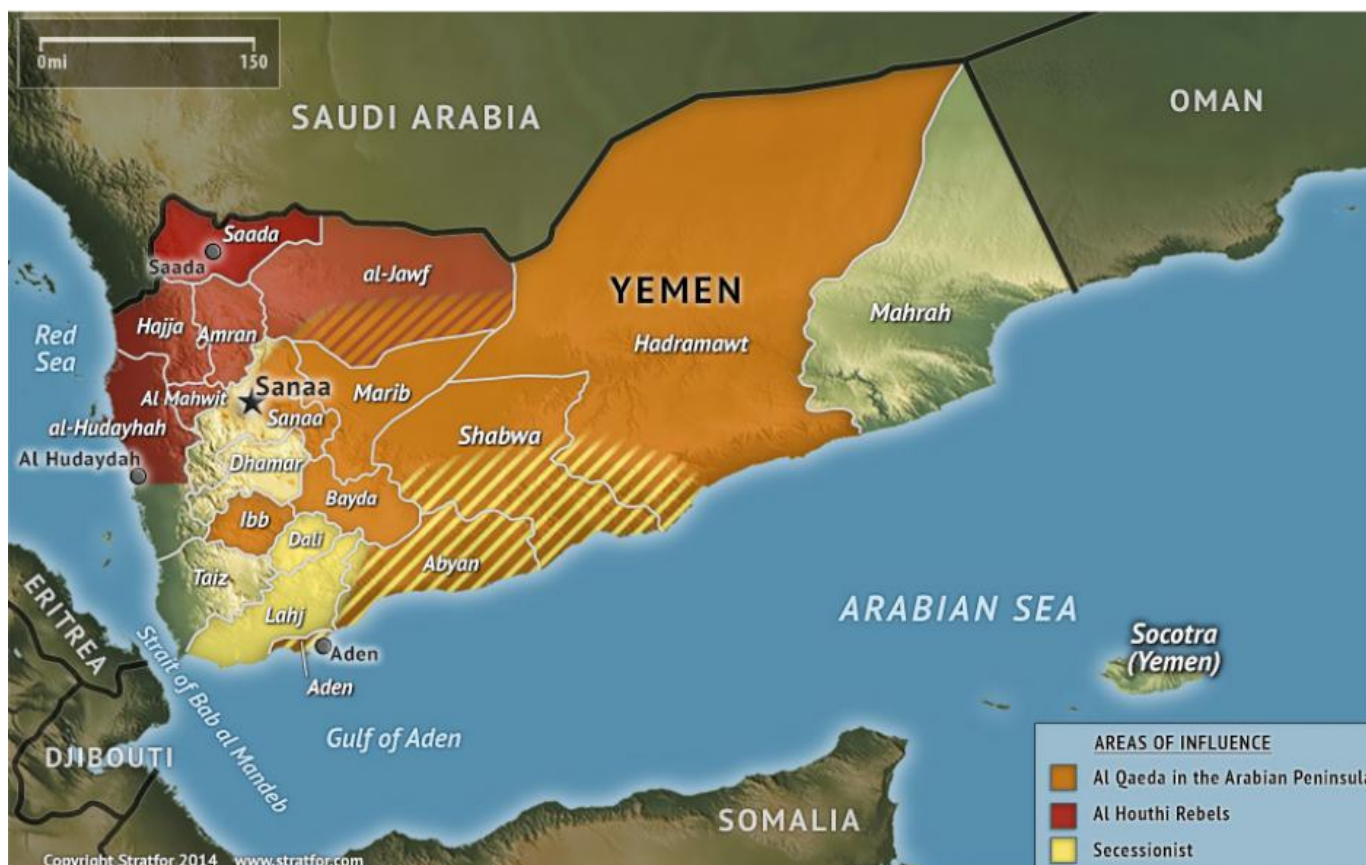 0mi 150
SAUDI ARABIA
OMAN
Saada
Saada
al-Jawf
YEMEN
Red
Sea
Hajja
Amran
Mahrah
Hadramawt
Sanaa
Al Mahwit
Marib
Sanaa
al-Hudayhah
Shabwa
Al Hudaydah
Dhamar
Bayda
Ibb
Dali
Abyan
Taiz
Lahj
ERITREA
ARABIAN SEA
Socotra
(Yemen)
Strait of Bab al Mandeb
Aden
Aden
Gulf of Aden
DJIBOUTI
SOMALIA
AREAS OF INFLUENCE
Al Qaeda in the Arabian Peninsula
Al Houthi Rebels
Secessionist
Copyright Stratfor 2014 www.stratfor.com